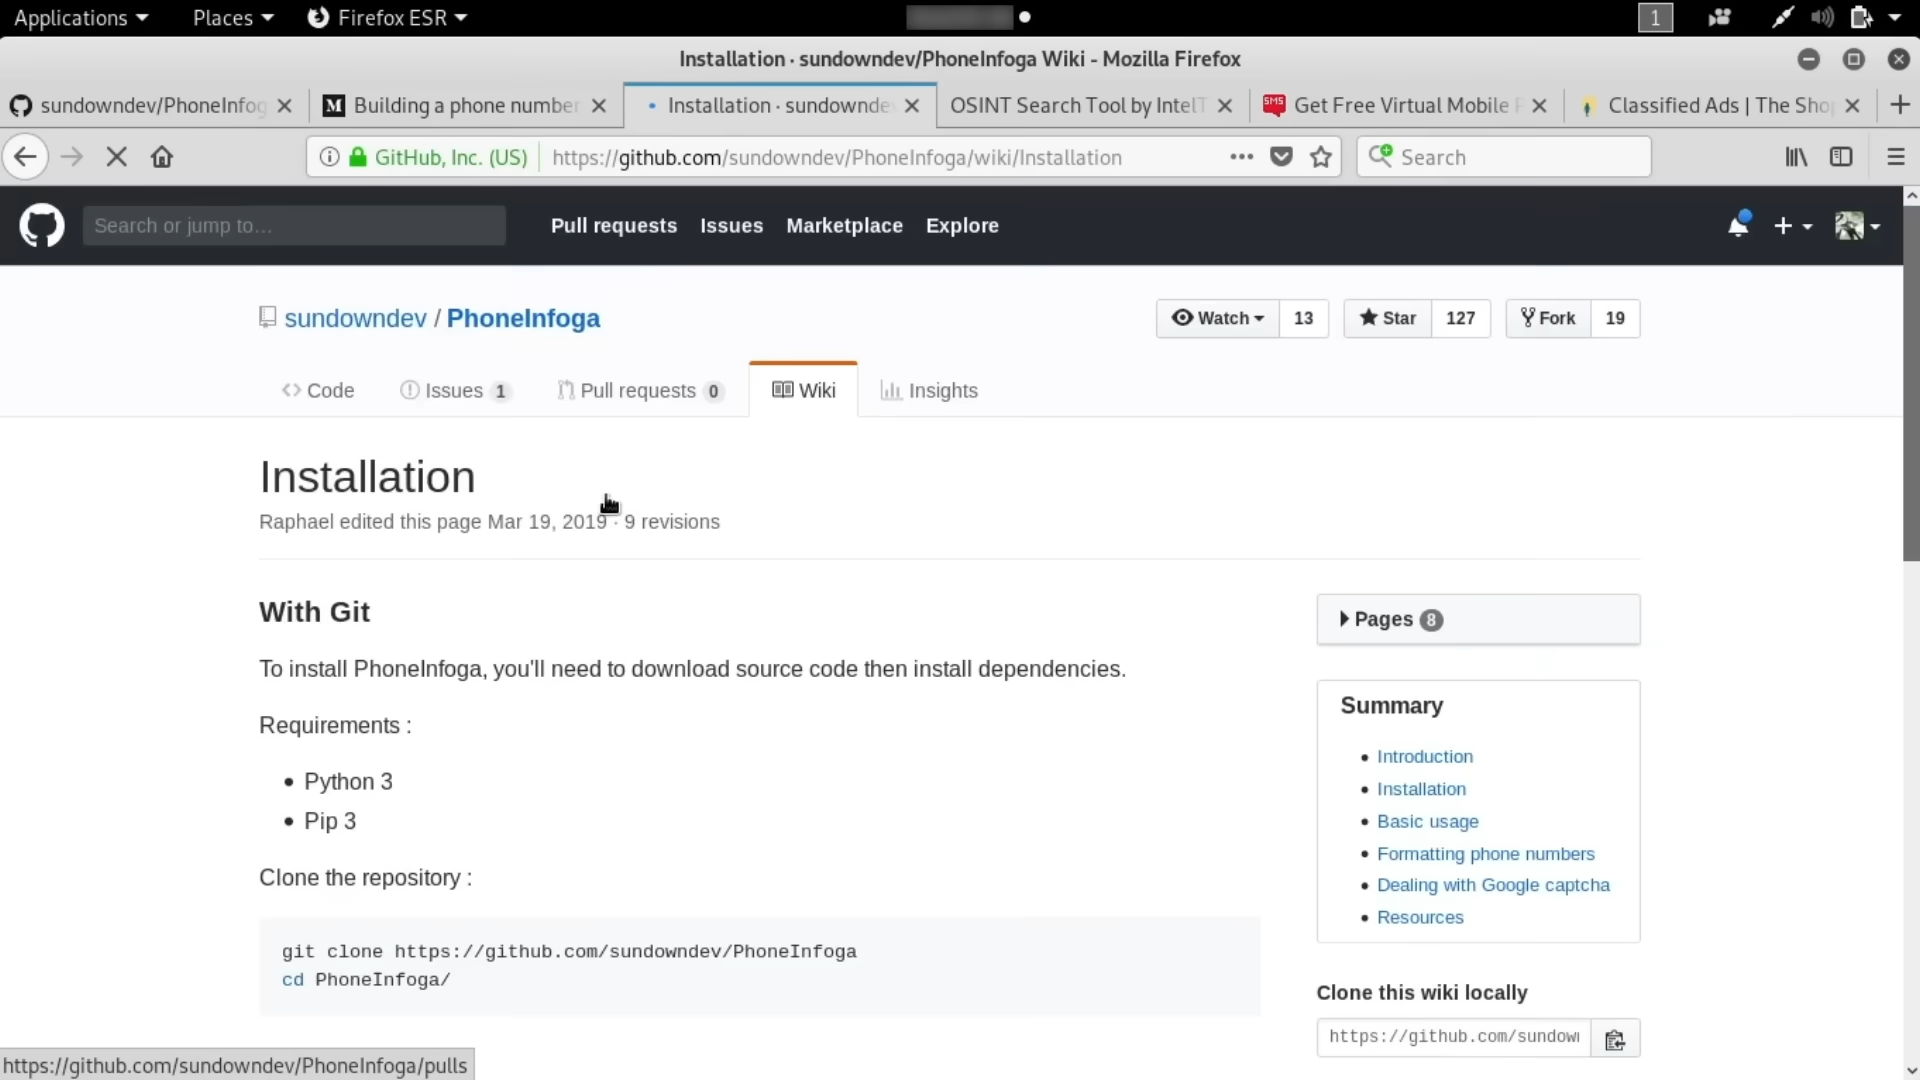 Applications Places Firefox ESR 1
Installation · sundowndev/PhoneInfoga Wiki - Mozilla Firefox
sundowndev/PhoneInfog M Building a phone number Installation · sundownde OSINT Search Tool by IntelT SMS Get Free Virtual Mobile P Classified Ads | The Sho
GitHub, Inc. (US) https://github.com/sundowndev/PhoneInfoga/wiki/Installation Search
Search or jump to... Pull requests Issues Marketplace Explore
sundowndev / PhoneInfoga Watch 13 Star 127 Fork 19
Code Issues 1 Pull requests 0 Wiki Insights
Installation
Raphael edited this page Mar 19, 2019 · 9 revisions
With Git
Pages 8
To install PhoneInfoga, you'll need to download source code then install dependencies.
Requirements :
• Python 3
• Pip 3
Clone the repository :
git clone https://github.com/sundowndev/PhoneInfoga
cd PhoneInfoga/
Summary
• Introduction
• Installation
• Basic usage
• Formatting phone numbers
• Dealing with Google captcha
• Resources
Clone this wiki locally
https://github.com/sundow
https://github.com/sundowndev/PhoneInfoga/pulls